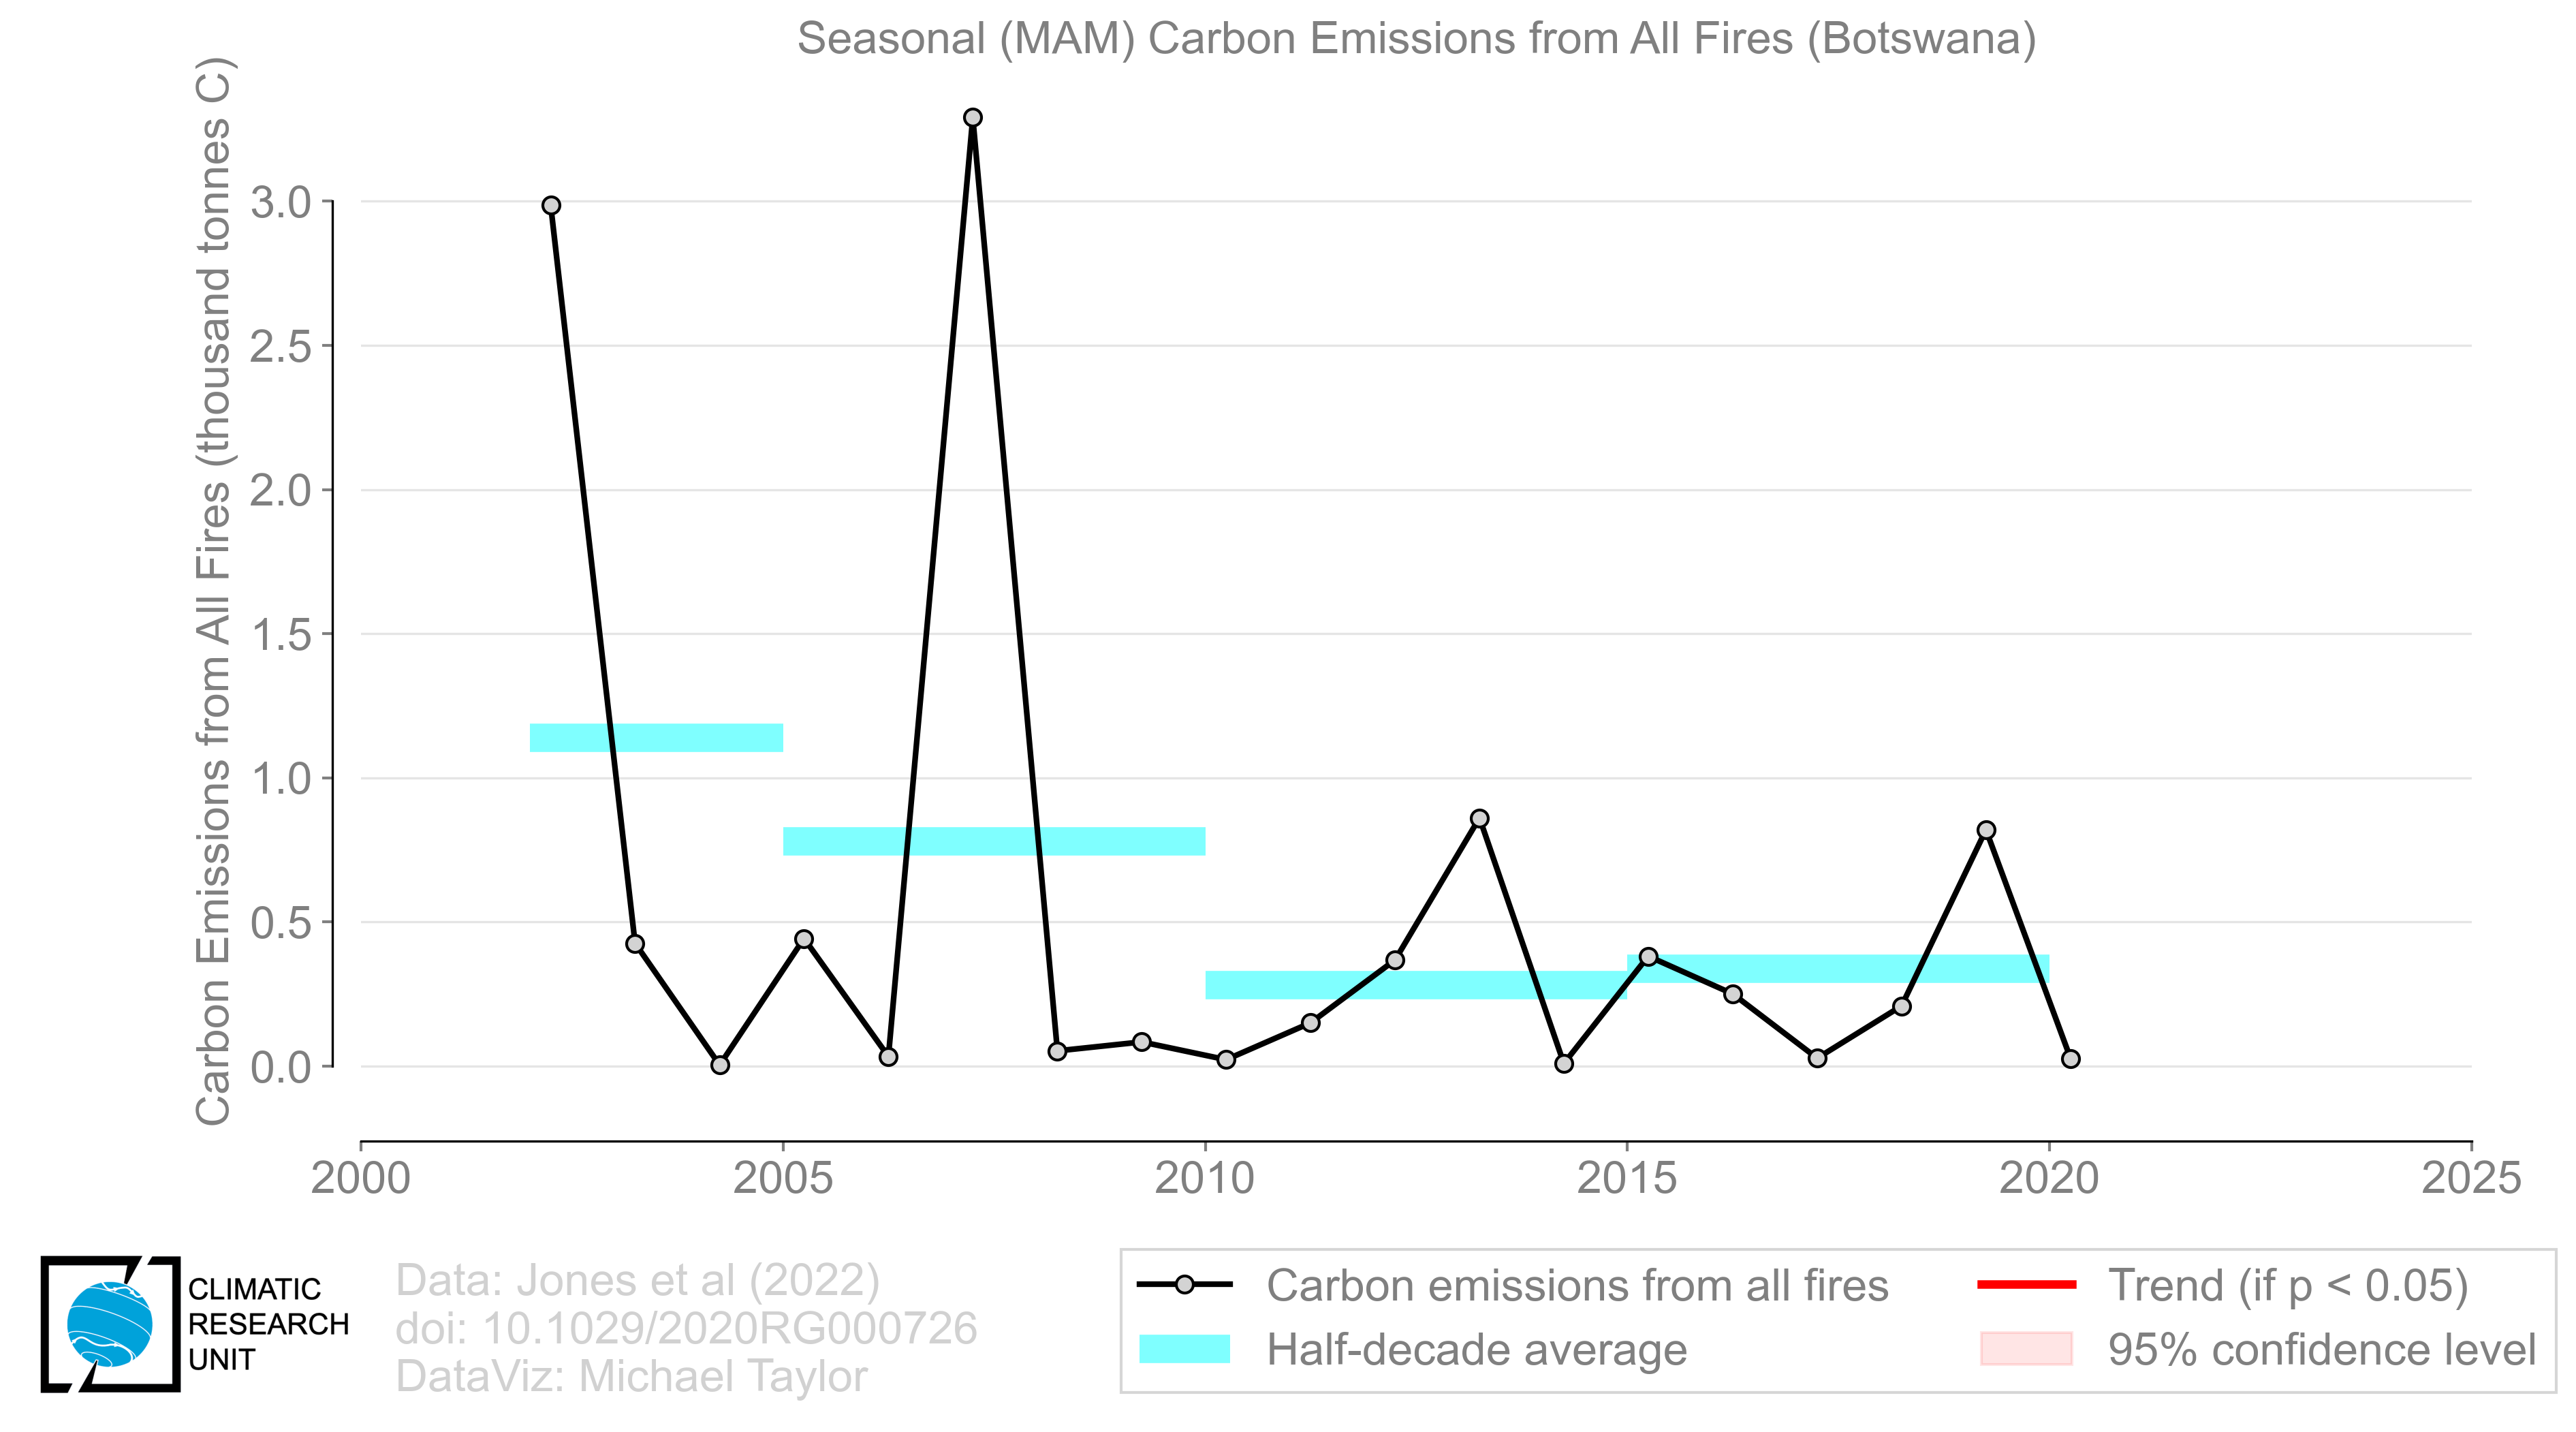 Seasonal (MAM) Carbon Emissions from All Fires (Botswana)
Carbon Emissions from All Fires (thousand tonnes C)
3.0
2.5
2.0
1.5
1.0
0.5
0.0
2000 2005 2010 2015 2020 2025
CLIMATIC
RESEARCH
UNIT
Data: Jones et al (2022)
doi: 10.1029/2020RG000726
DataViz: Michael Taylor
Carbon emissions from all fires
Half-decade average
Trend (if p < 0.05)
95% confidence level